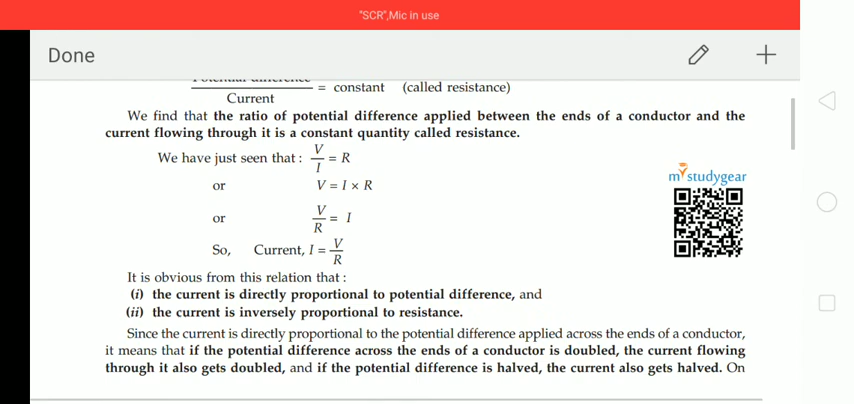 "SCR",Mic in use
Done
Potential difference
Current
= constant (called resistance)
We find that the ratio of potential difference applied between the ends of a conductor and the
current flowing through it is a constant quantity called resistance.
We have just seen that : V/I = R
or V = I × R
or V/R = I
So, Current, I = V/R
It is obvious from this relation that :
(i) the current is directly proportional to potential difference, and
(ii) the current is inversely proportional to resistance.
Since the current is directly proportional to the potential difference applied across the ends of a conductor,
it means that if the potential difference across the ends of a conductor is doubled, the current flowing
through it also gets doubled, and if the potential difference is halved, the current also gets halved. On
mystudygear